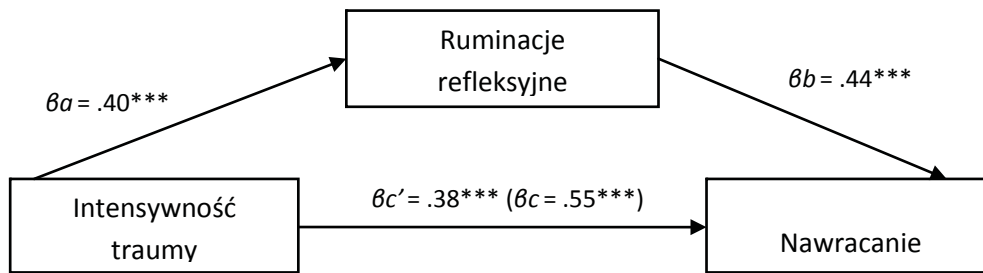 Ruminacje
refleksyjne
βa = .40***
βb = .44***
βc’ = .38*** (βc = .55***)
Intensywność
traumy
Nawracanie